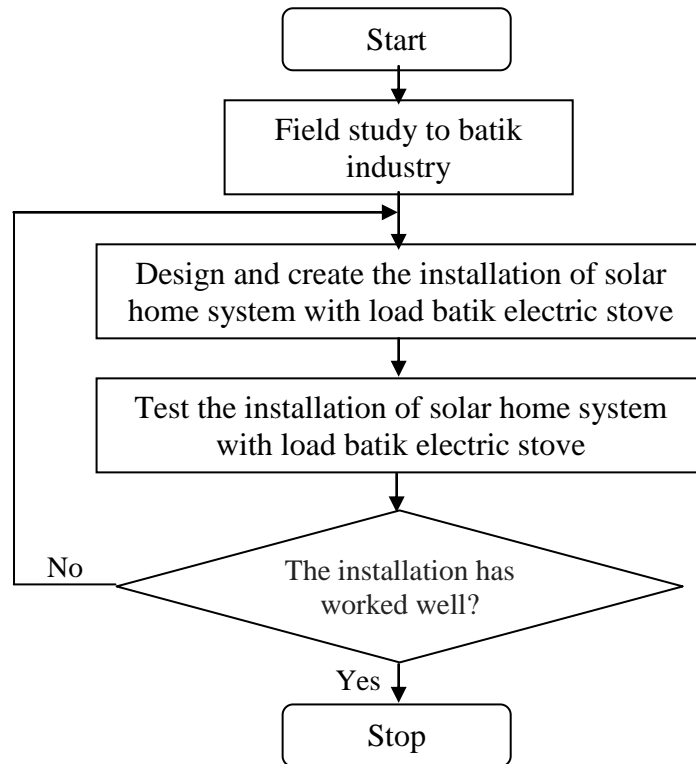 Start
Field study to batik
industry
Design and create the installation of solar
home system with load batik electric stove
Test the installation of solar home system
with load batik electric stove
The installation has
worked well?
No
Yes
Stop